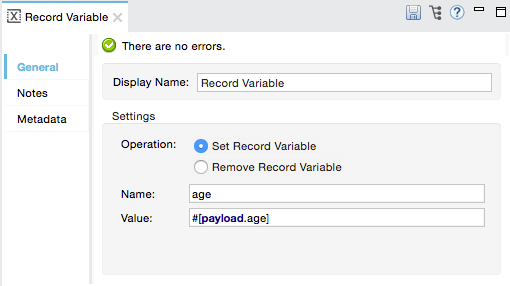 Record Variable
There are no errors.
General
Notes
Metadata
Display Name: Record Variable
Settings
Operation: Set Record Variable
Remove Record Variable
Name: age
Value: #[payload.age]